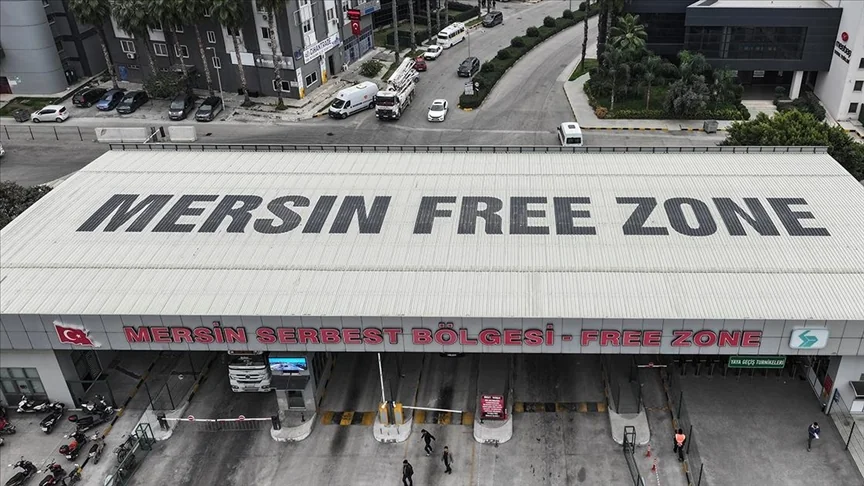 MERSIN FREE ZONE
MERSİN SERBEST BÖLGESİ - FREE ZONE
YAYA GEÇİŞ TURNİKELERİ